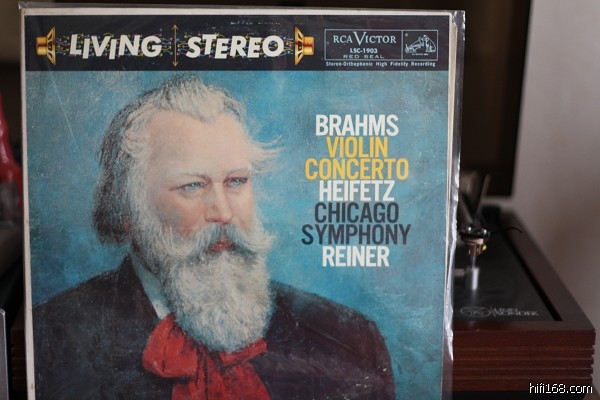 LIVING STEREO
RCA VICTOR
LSC-1903
RED SEAL
Stereo-Orthophonic High Fidelity Recording
BRAHMS
VIOLIN
CONCERTO
HEIFETZ
CHICAGO
SYMPHONY
REINER
hifi168.com